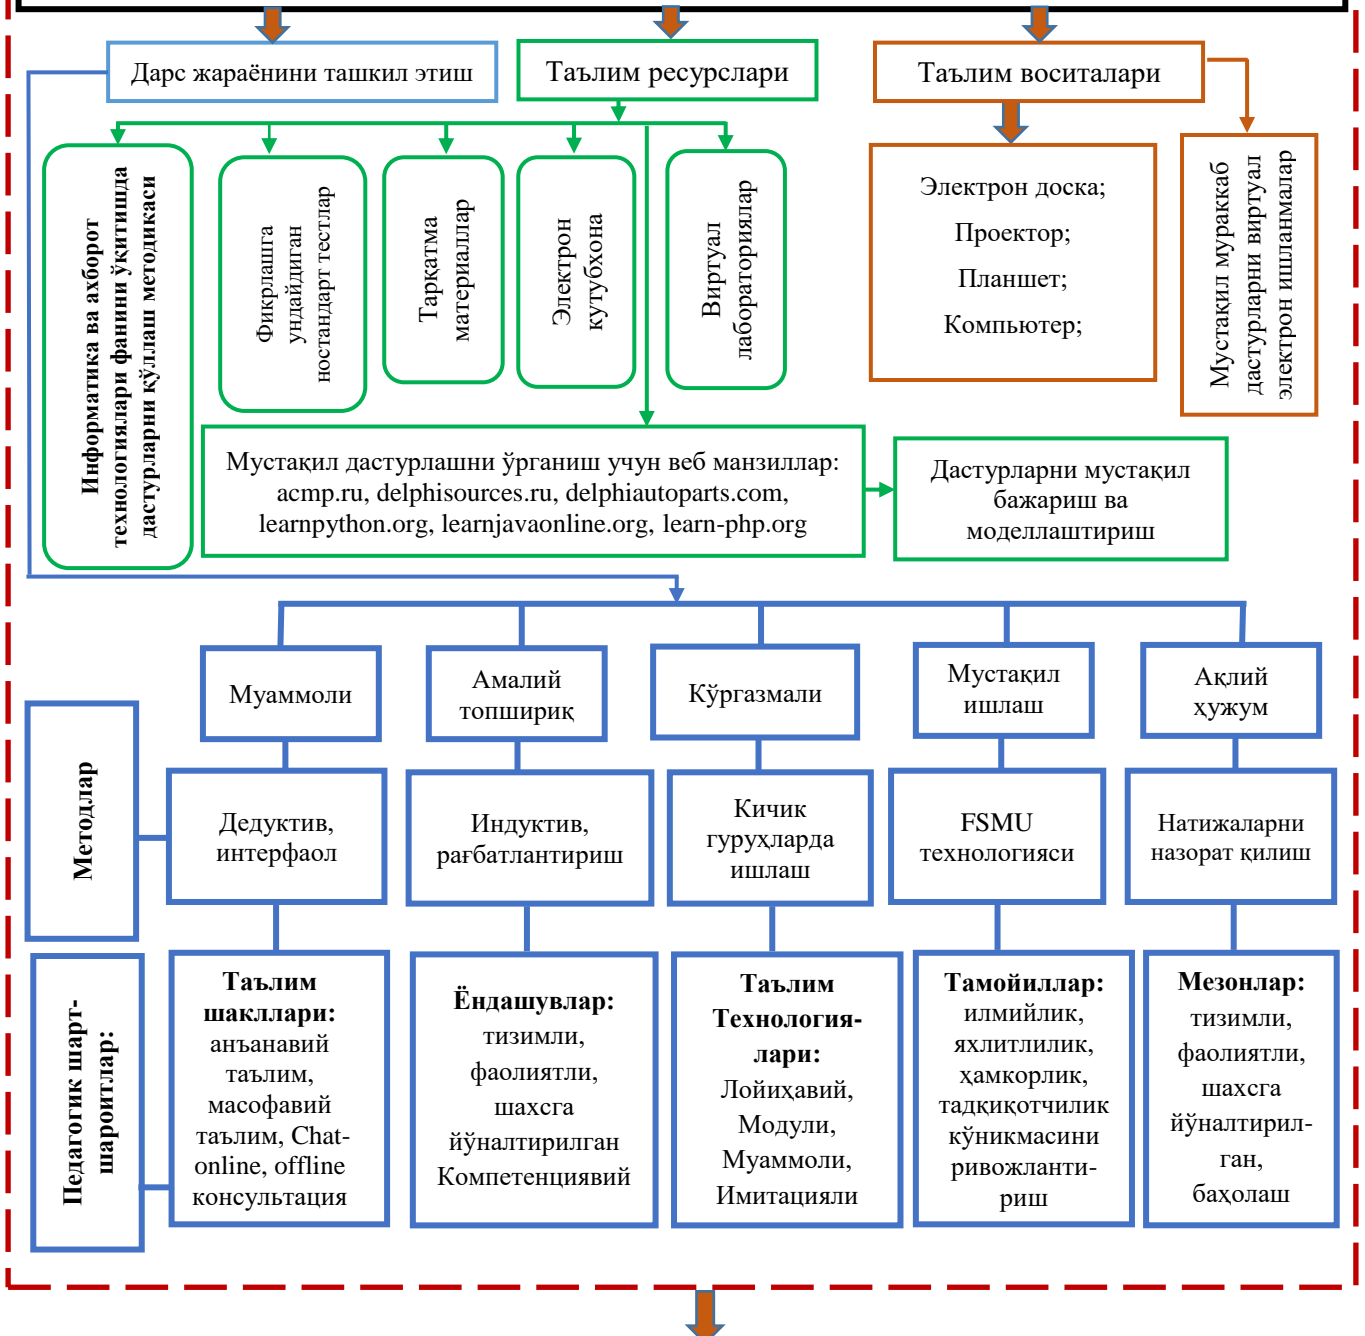 Дарс жараёнини ташкил этиш
Таълим ресурслари
Таълим воситалари
Информатика ва ахборот
технологиялари фанини ўқитишда
дастурларни қўллаш методикаси
Фикрлашга
ундайдиган
ностандарт тестлар
Тарқатма
материаллар
Электрон
кутубхона
Виртуал
лабораториялар
Электрон доска;
Проектор;
Планшет;
Компьютер;
Мустақил мураккаб
дастурларни виртуал
электрон ишланмалар
Мустақил дастурлашни ўрганиш учун веб манзиллар:
acmp.ru, delphisources.ru, delphiautoparts.com,
learnpython.org, learnjavaonline.org, learn-php.org
Дастурларни мустақил
бажариш ва
моделлаштириш
Муаммоли
Амалий
топшириқ
Кўргазмали
Мустақил
ишлаш
Ақлий
ҳужум
Методлар
Дедуктив,
интерфаол
Индуктив,
рағбатлантириш
Кичик
гуруҳларда
ишлаш
FSMU
технологияси
Натижаларни
назорат қилиш
Педагогик шарт-
шароитлар:
Таълим
шакллари:
анъанавий
таълим,
масофавий
таълим, Chat-
online, offline
консультация
Ёндашувлар:
тизимли,
фаолиятли,
шахсга
йўналтирилган
Компетенциявий
Таълим
Технология-
лари:
Лойиҳавий,
Модули,
Муаммоли,
Имитацияли
Тамойиллар:
илмийлик,
яхлитлилик,
ҳамкорлик,
тадқиқотчилик
кўникмасини
ривожланти-
риш
Мезонлар:
тизимли,
фаолиятли,
шахсга
йўналтирил-
ган,
баҳолаш